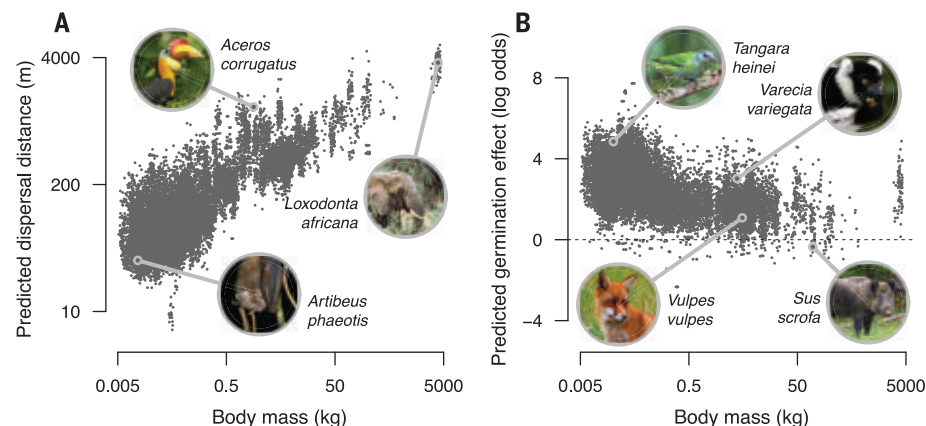 A
Predicted dispersal distance (m)
4000
200
10
Aceros
corrugatus
Loxodonta
africana
Artibeus
phaeotis
0.005
0.5
50
5000
Body mass (kg)
B
Predicted germination effect (log odds)
8
4
0
−4
Tangara
heinei
Varecia
variegata
Vulpes
vulpes
Sus
scrofa
0.005
0.5
50
5000
Body mass (kg)